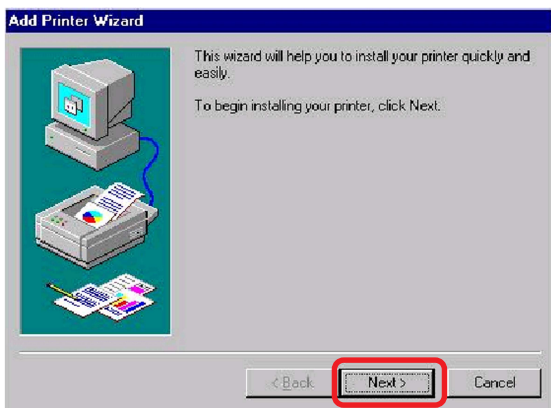 Add Printer Wizard
This wizard will help you to install your printer quickly and
easily.
To begin installing your printer, click Next.
< Back
Next >
Cancel